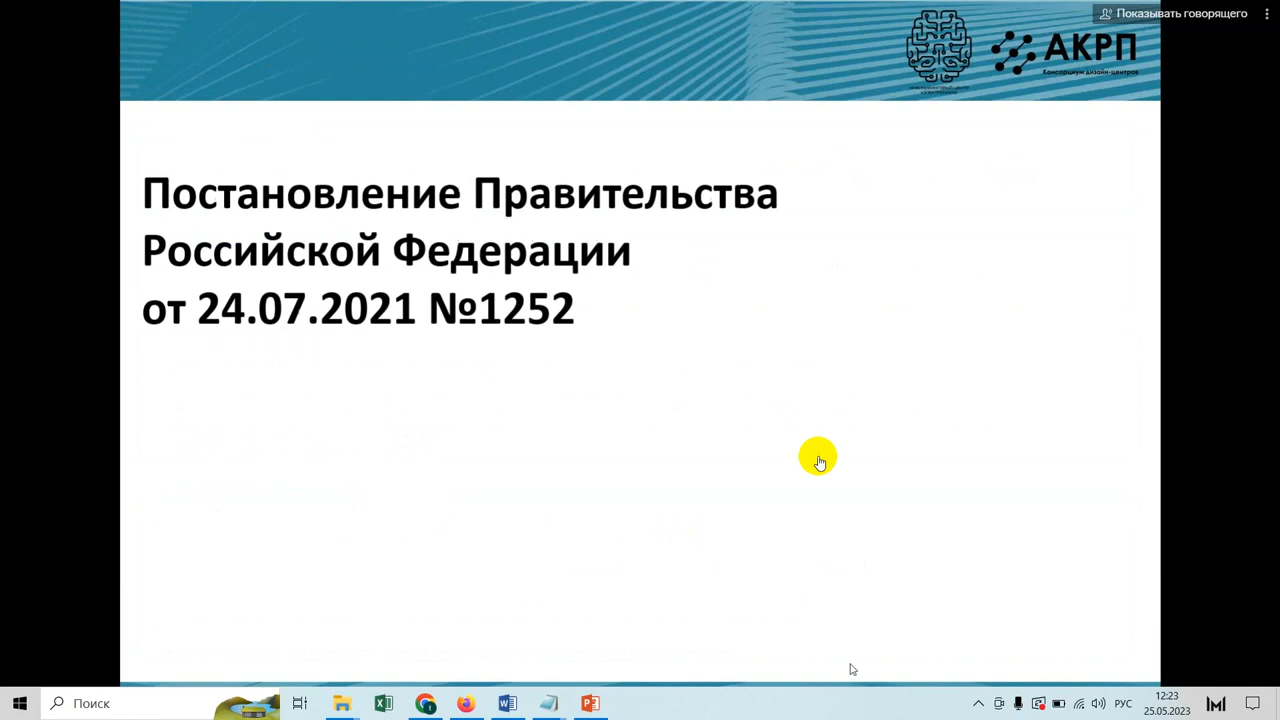 Показывать говорящего
АКРП
Консорциум дизайн-центров
Постановление Правительства
Российской Федерации
от 24.07.2021 №1252
Поиск
РУС
12:23
25.05.2023